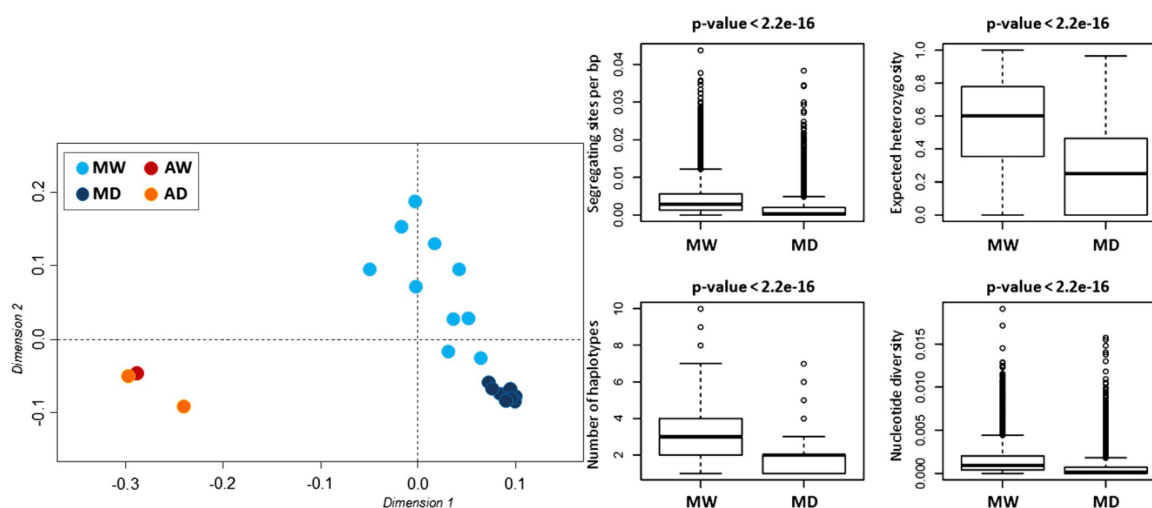 MW AW
MD AD
Dimension 2
0.2
0.1
0.0
-0.1
-0.3 -0.1 0.0 0.1
Dimension 1
p-value < 2.2e-16
Segregating sites per bp
0.04
0.03
0.02
0.01
0.00
MW MD
p-value < 2.2e-16
Expected heterozygosity
1.0
0.8
0.6
0.4
0.2
0.0
MW MD
p-value < 2.2e-16
Number of haplotypes
10
8
6
4
2
MW MD
p-value < 2.2e-16
Nucleotide diversity
0.015
0.010
0.005
0.000
MW MD